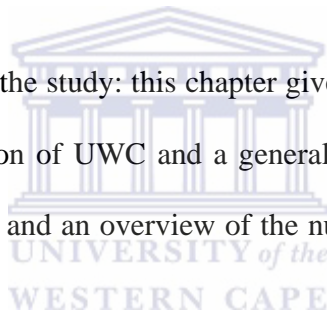 the study: this chapter give
on of UWC and a general
and an overview of the nu
UNIVERSITY of the
WESTERN CAPE